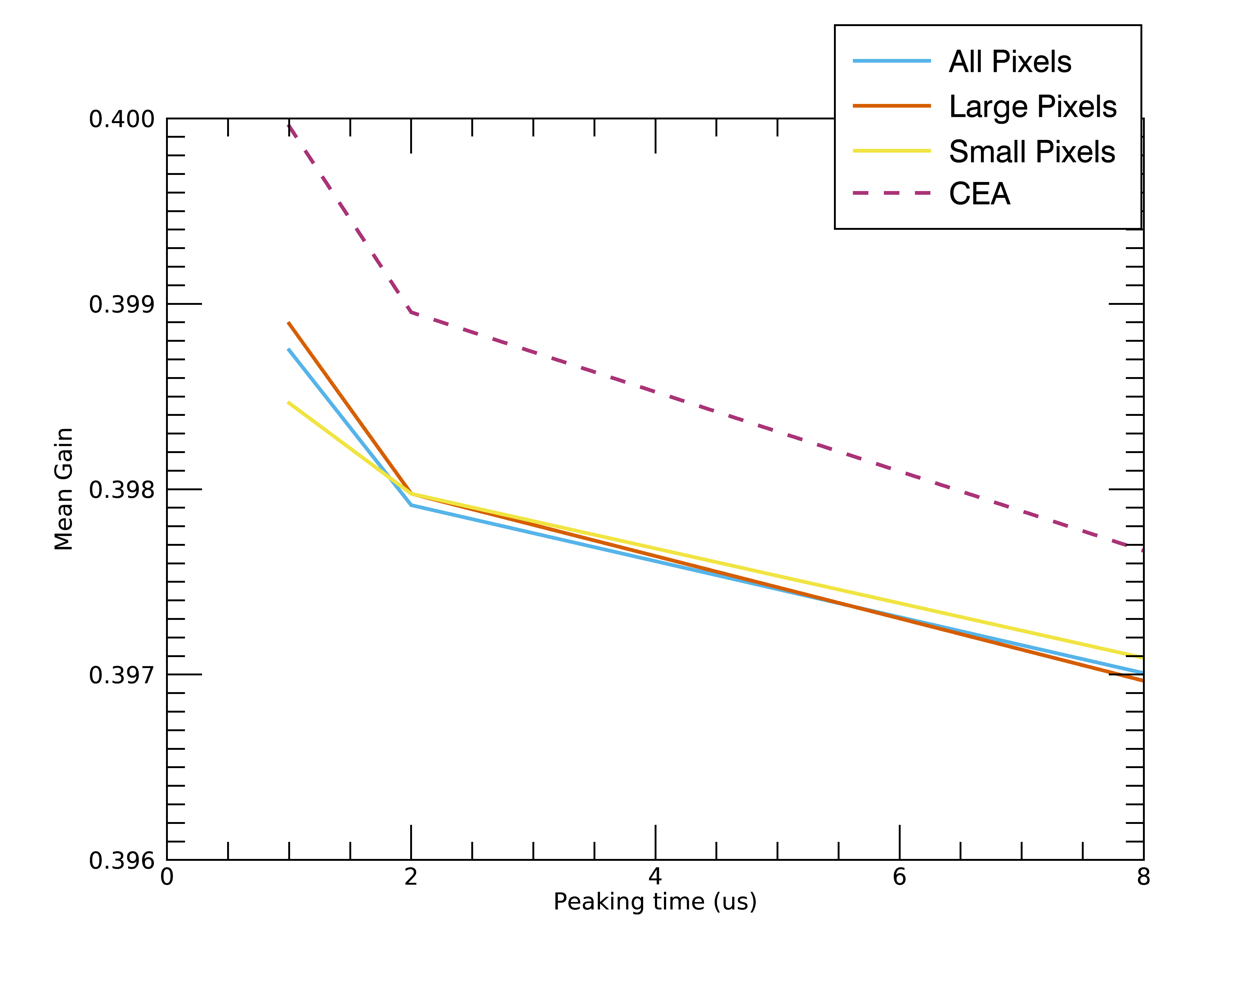 All Pixels
Large Pixels
Small Pixels
CEA
0.400
0.399
0.398
0.397
0.396
Mean Gain
0 2 4 6 8
Peaking time (us)